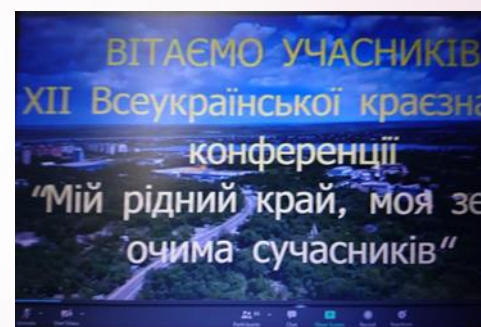 ВІТАЄМО УЧАСНИКІВ
XII Всеукраїнської краєзна
конференції
“Мій рідний край, моя зе
очима сучасників“